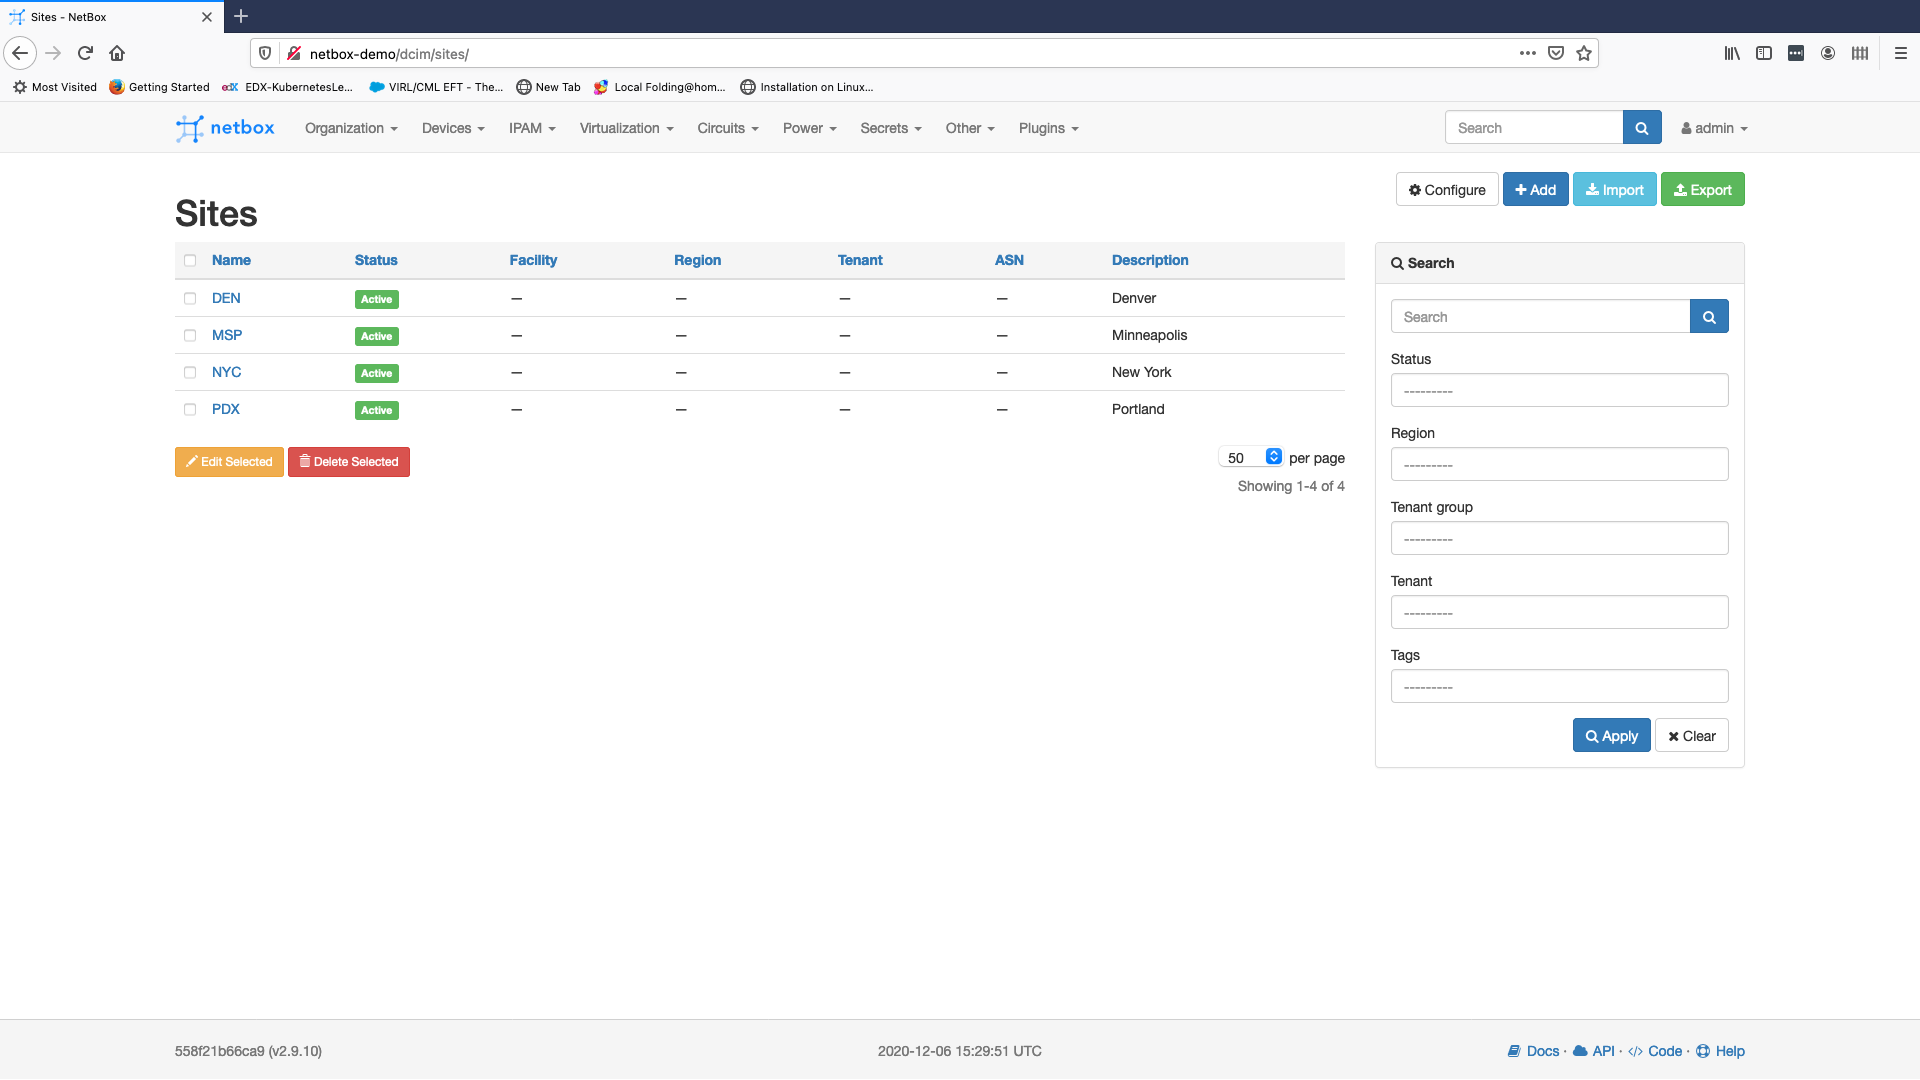 Sites - NetBox
netbox-demo/dcim/sites/
Most Visited Getting Started EDX-KubernetesLe... VIRL/CML EFT - The... New Tab Local Folding@hom... Installation on Linux...
netbox Organization Devices IPAM Virtualization Circuits Power Secrets Other Plugins Search admin
Configure Add Import Export
Sites
Name Status Facility Region Tenant ASN Description
DEN Active — — — — Denver
MSP Active — — — — Minneapolis
NYC Active — — — — New York
PDX Active — — — — Portland
Edit Selected Delete Selected
50 per page
Showing 1-4 of 4
Search
Search
Status
---------
Region
---------
Tenant group
---------
Tenant
---------
Tags
---------
Apply Clear
558f21b66ca9 (v2.9.10) 2020-12-06 15:29:51 UTC Docs · API · Code · Help